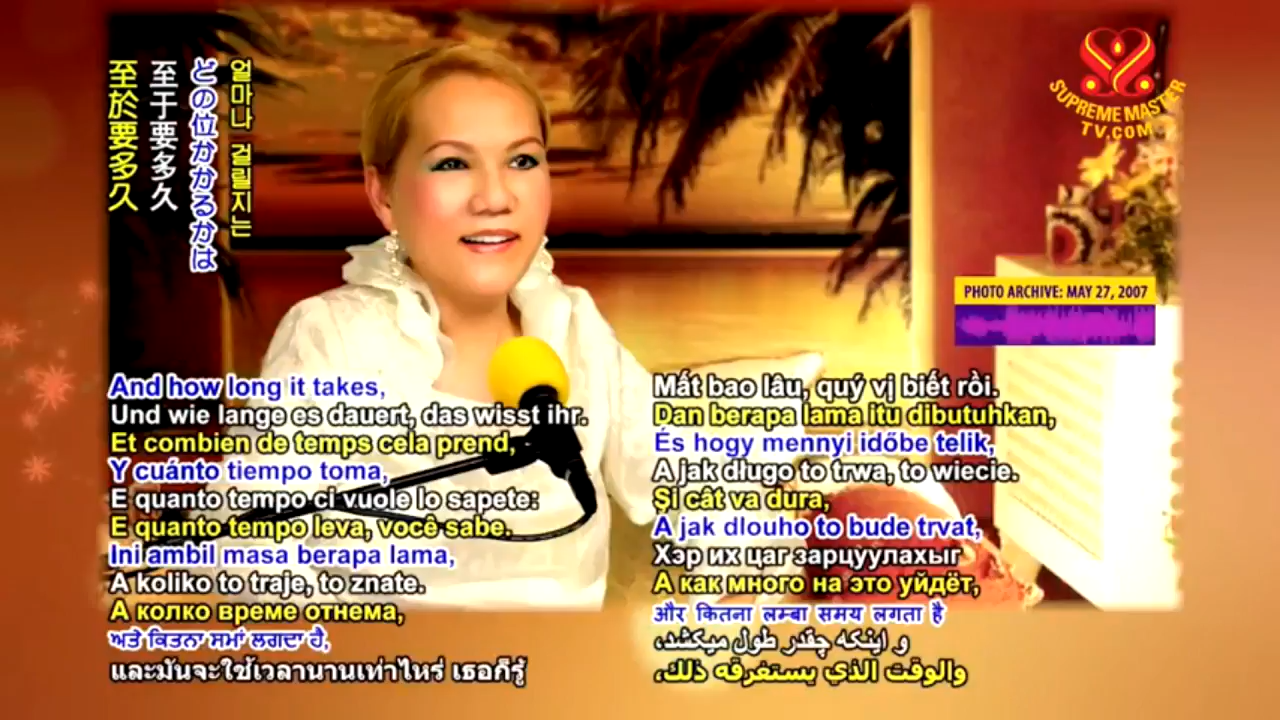 至於要多久
至于要多久
どの位かかるかは
얼마나 걸릴지는
SUPREME MASTER
TV.COM
PHOTO ARCHIVE: MAY 27, 2007
And how long it takes,
Und wie lange es dauert, das wisst ihr.
Et combien de temps cela prend,
Y cuánto tiempo toma,
E quanto tempo ci vuole lo sapete:
E quanto tempo leva, você sabe.
Ini ambil masa berapa lama,
A koliko to traje, to znate.
А колко време отнема,
ਅਤੇ ਕਿਤਨਾ ਸਮਾਂ ਲਗਦਾ ਹੈ,
และมันจะใช้เวลานานเท่าไหร่ เธอก็รู้
Mất bao lâu, quý vị biết rồi.
Dan berapa lama itu dibutuhkan,
És hogy mennyi időbe telik,
A jak długo to trwa, to wiecie.
Şi cât va dura,
A jak dlouho to bude trvat,
Хэр их цаг зарцуулахыг
А как много на это уйдёт,
और कितना लम्बा समय लगता है
و اینکه چقدر طول میکشد،
والوقت الذي يستغرقه ذلك،